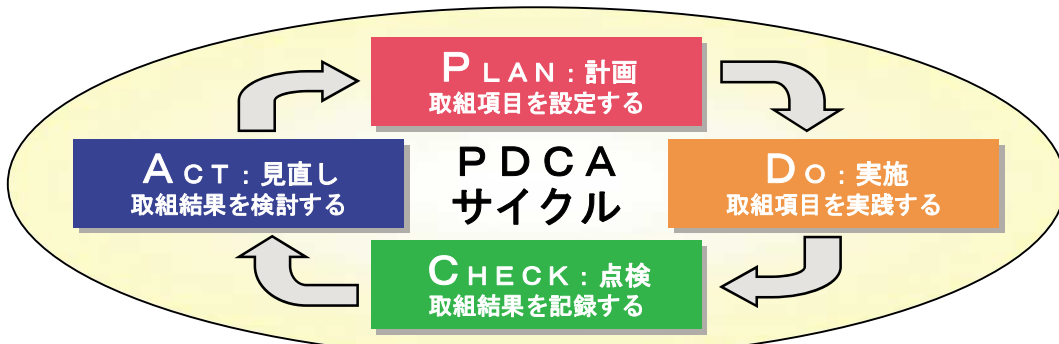 PLAN：計画
取組項目を設定する
ACT：見直し
取組結果を検討する
PDCA
サイクル
DO：実施
取組項目を実践する
CHECK：点検
取組結果を記録する